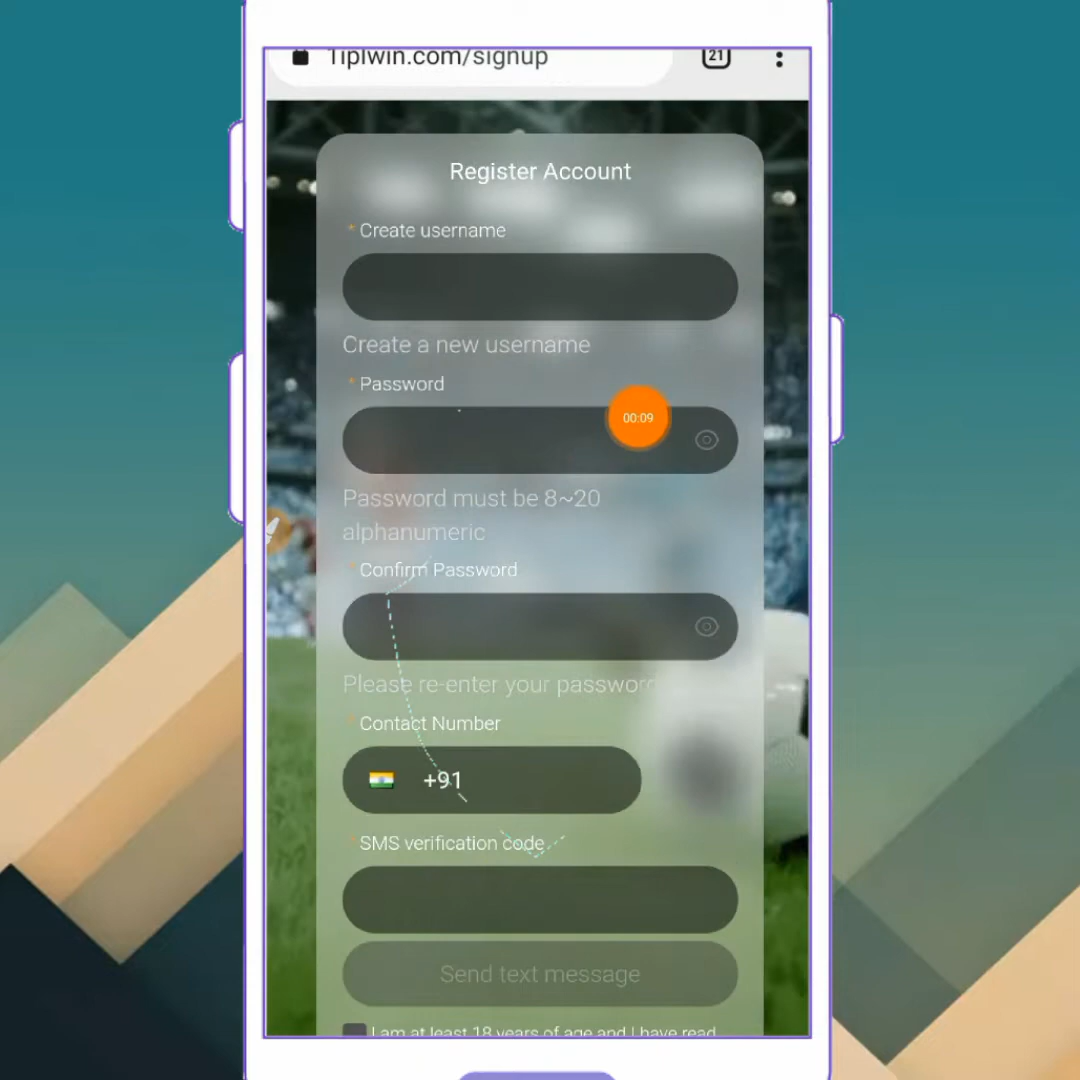 1iplwin.com/signup
21
Register Account
* Create username
Create a new username
* Password
00:09
Password must be 8~20
alphanumeric
* Confirm Password
Please re-enter your password
* Contact Number
+91
* SMS verification code
Send text message
I am at least 18 years of age and I have read